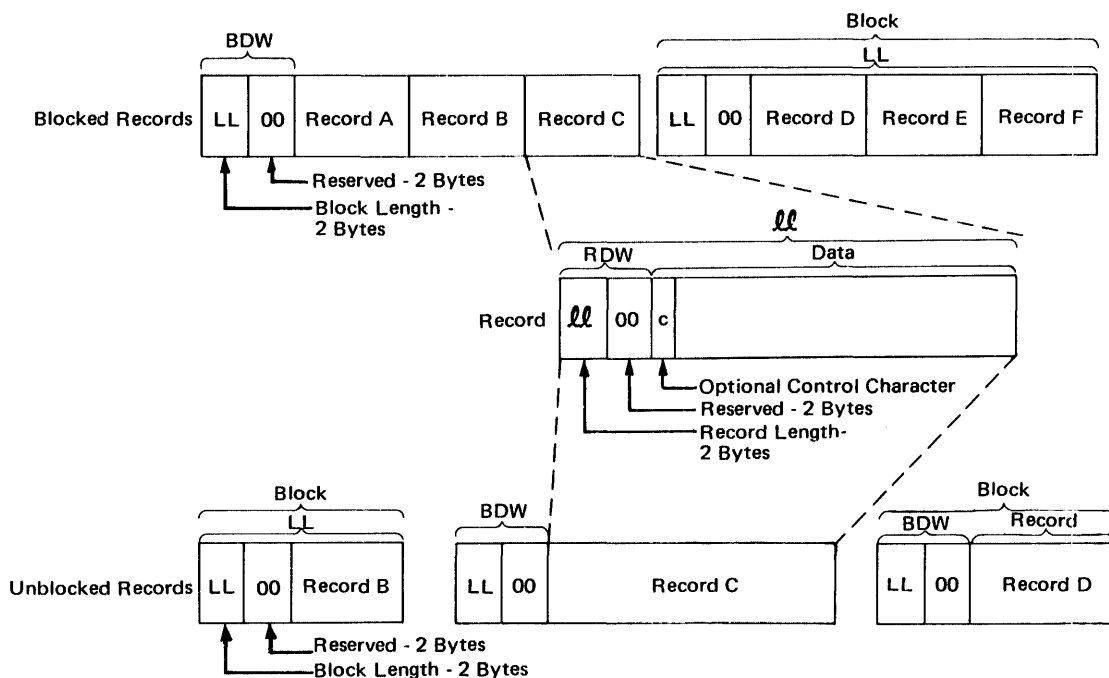 Block
BDW
LL
Blocked Records
LL
00
Record A
Record B
Record C
LL
00
Record D
Record E
Record F
Reserved - 2 Bytes
Block Length -
2 Bytes
ℓℓ
RDW
Data
Record
ℓℓ
00
c
Optional Control Character
Reserved - 2 Bytes
Record Length-
2 Bytes
Block
LL
BDW
Block
BDW
Record
Unblocked Records
LL
00
Record B
LL
00
Record C
LL
00
Record D
Reserved - 2 Bytes
Block Length - 2 Bytes